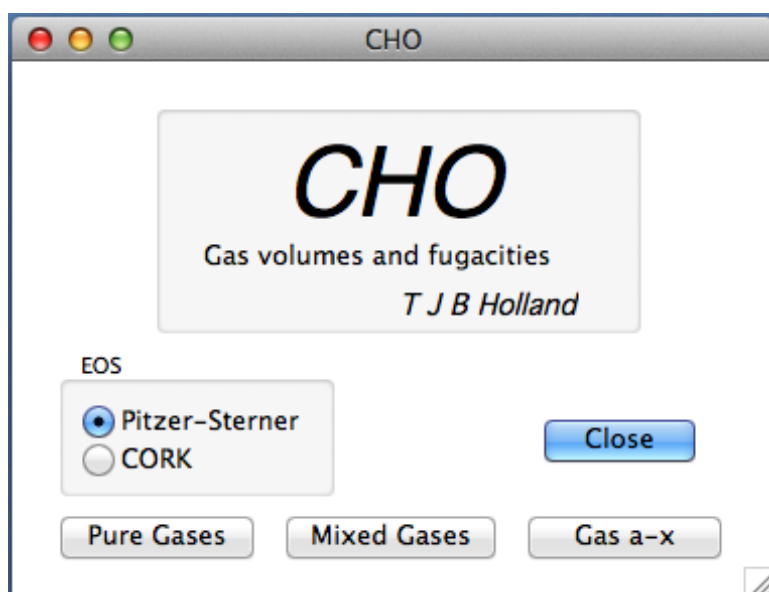 CHO
CHO
Gas volumes and fugacities
T J B Holland
EOS
Pitzer-Sterner
CORK
Close
Pure Gases
Mixed Gases
Gas a-x